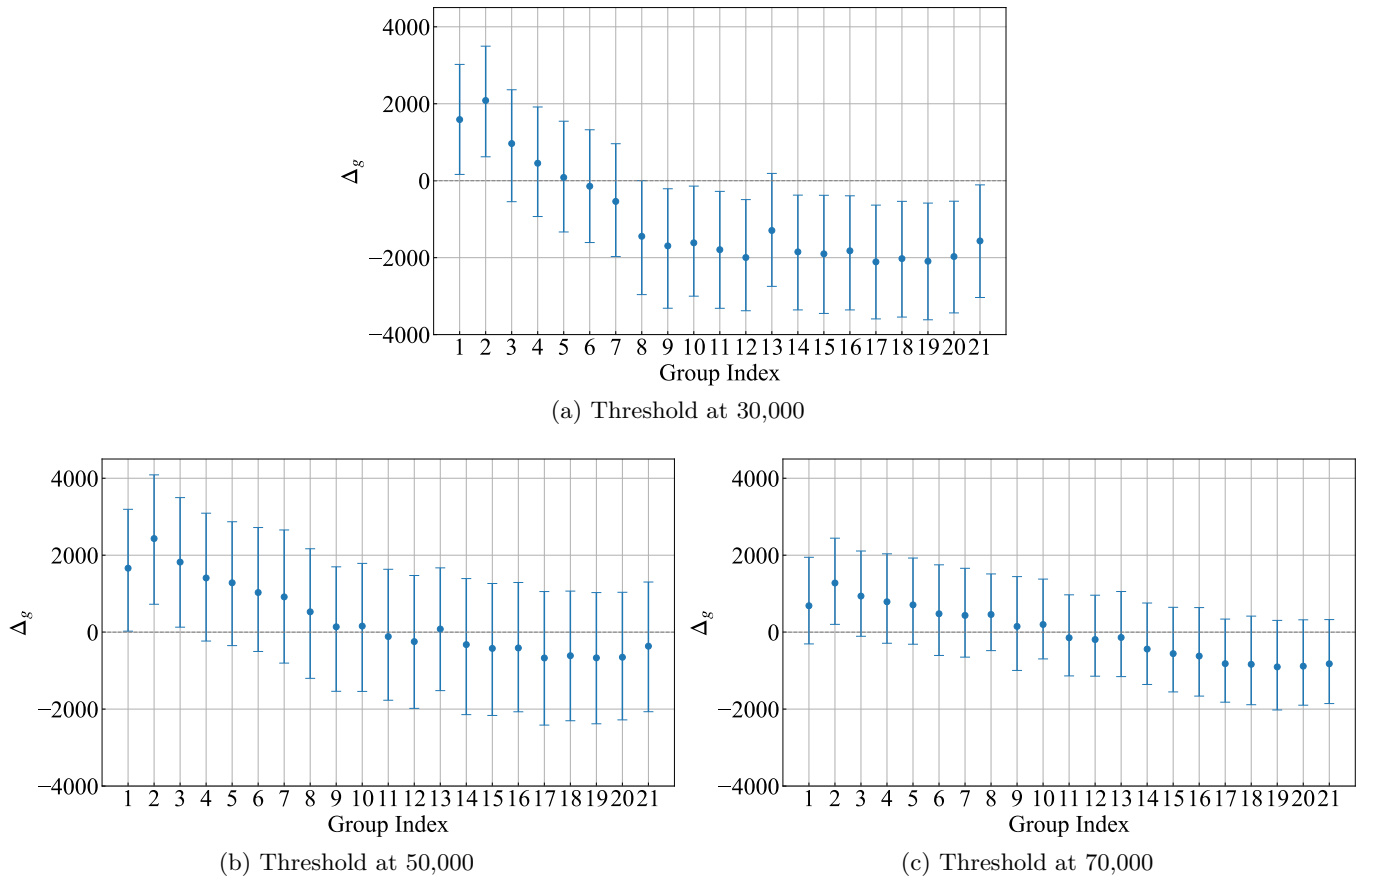 4000
2000
0
−2000
−4000
Δg
1 2 3 4 5 6 7 8 9 10 11 12 13 14 15 16 17 18 19 20 21
Group Index
(a) Threshold at 30,000
4000
2000
0
−2000
−4000
Δg
1 2 3 4 5 6 7 8 9 10 11 12 13 14 15 16 17 18 19 20 21
Group Index
(b) Threshold at 50,000
4000
2000
0
−2000
−4000
Δg
1 2 3 4 5 6 7 8 9 10 11 12 13 14 15 16 17 18 19 20 21
Group Index
(c) Threshold at 70,000